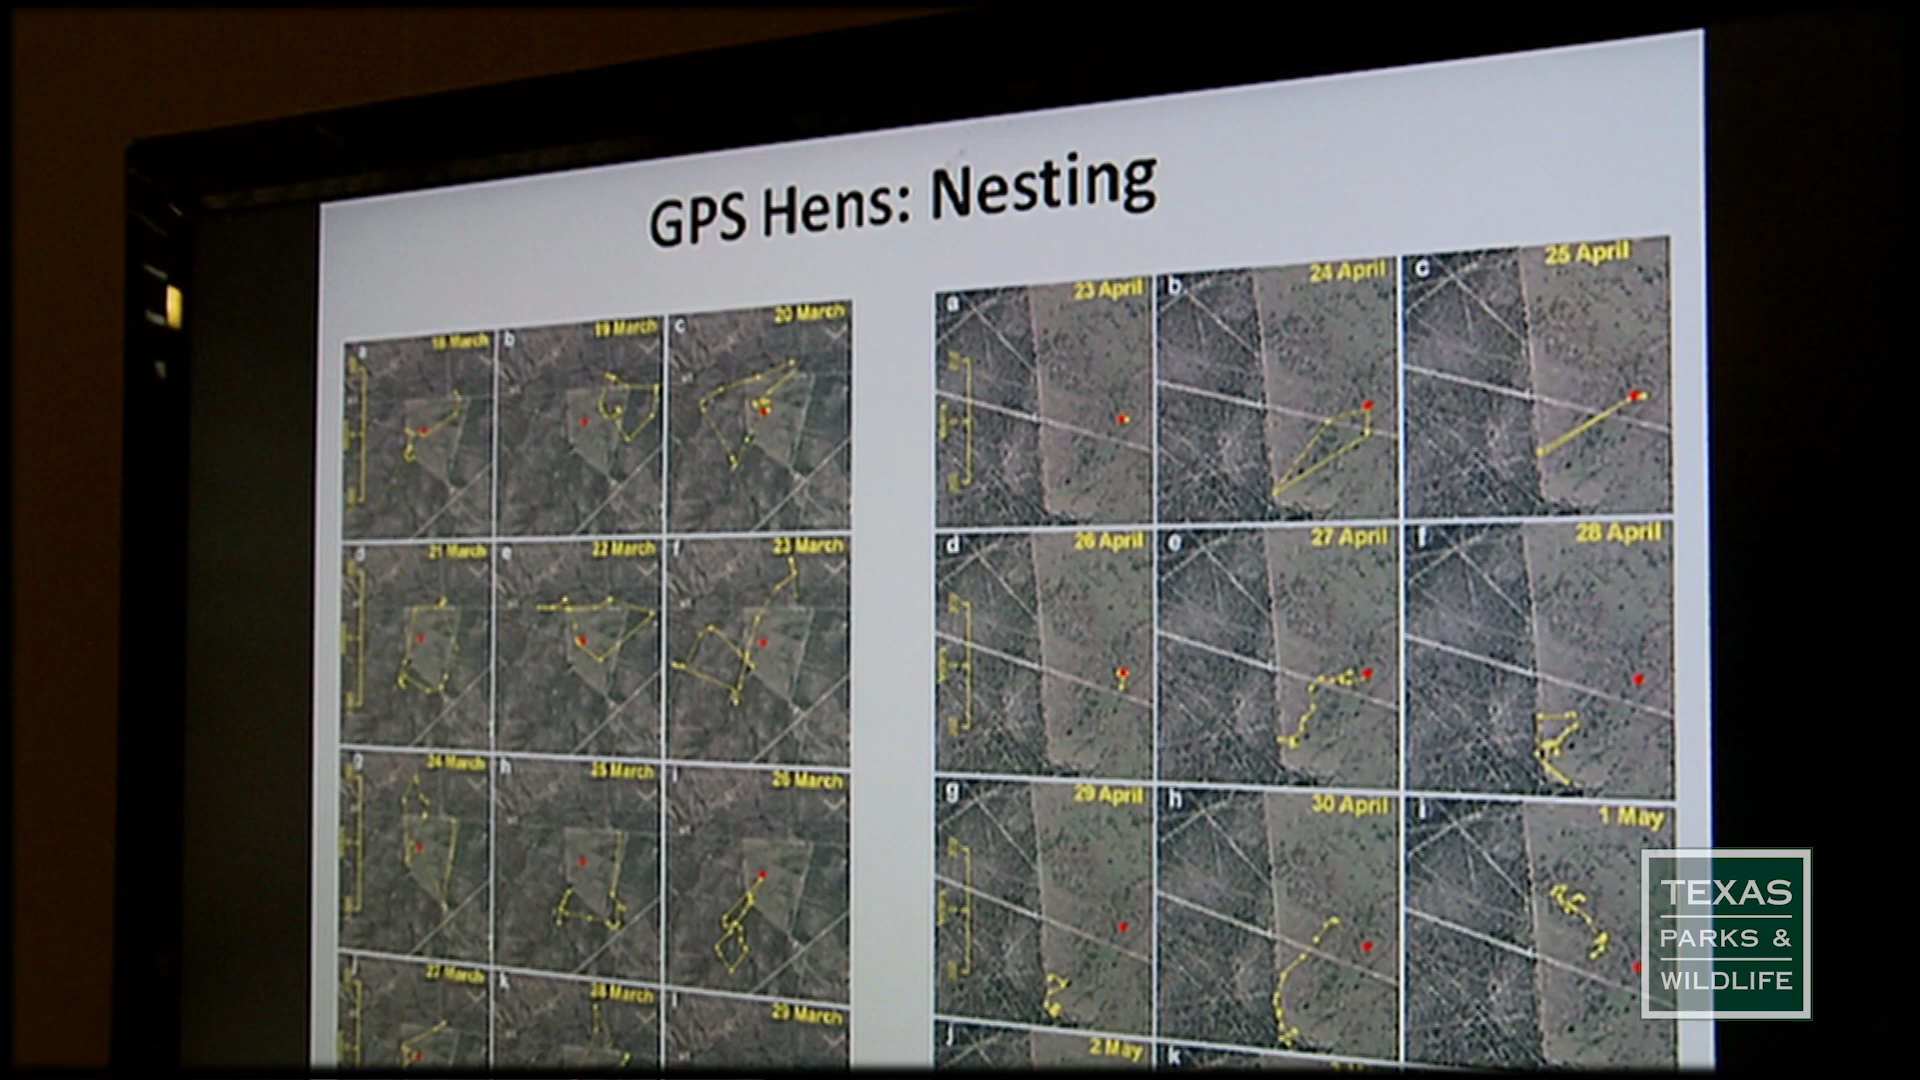 GPS Hens: Nesting
a 18 March
b 19 March
c 20 March
d 21 March
e 22 March
f 23 March
g 24 March
h 25 March
i 26 March
j 27 March
k 28 March
l 29 March
a 23 April
b 24 April
c 25 April
d 26 April
e 27 April
f 28 April
g 29 April
h 30 April
i 1 May
j 2 May
k
TEXAS
PARKS &
WILDLIFE